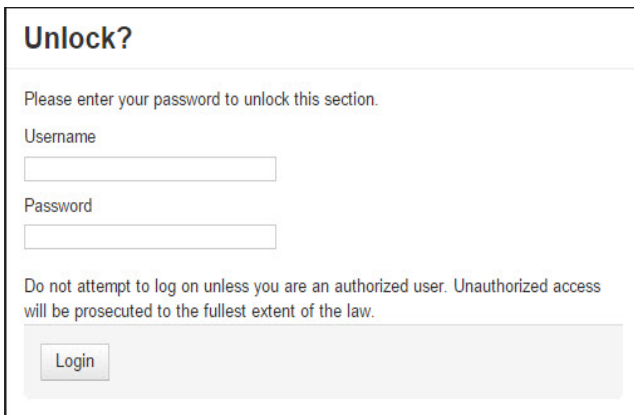 Unlock?
Please enter your password to unlock this section.
Username
Password
Do not attempt to log on unless you are an authorized user. Unauthorized access
will be prosecuted to the fullest extent of the law.
Login